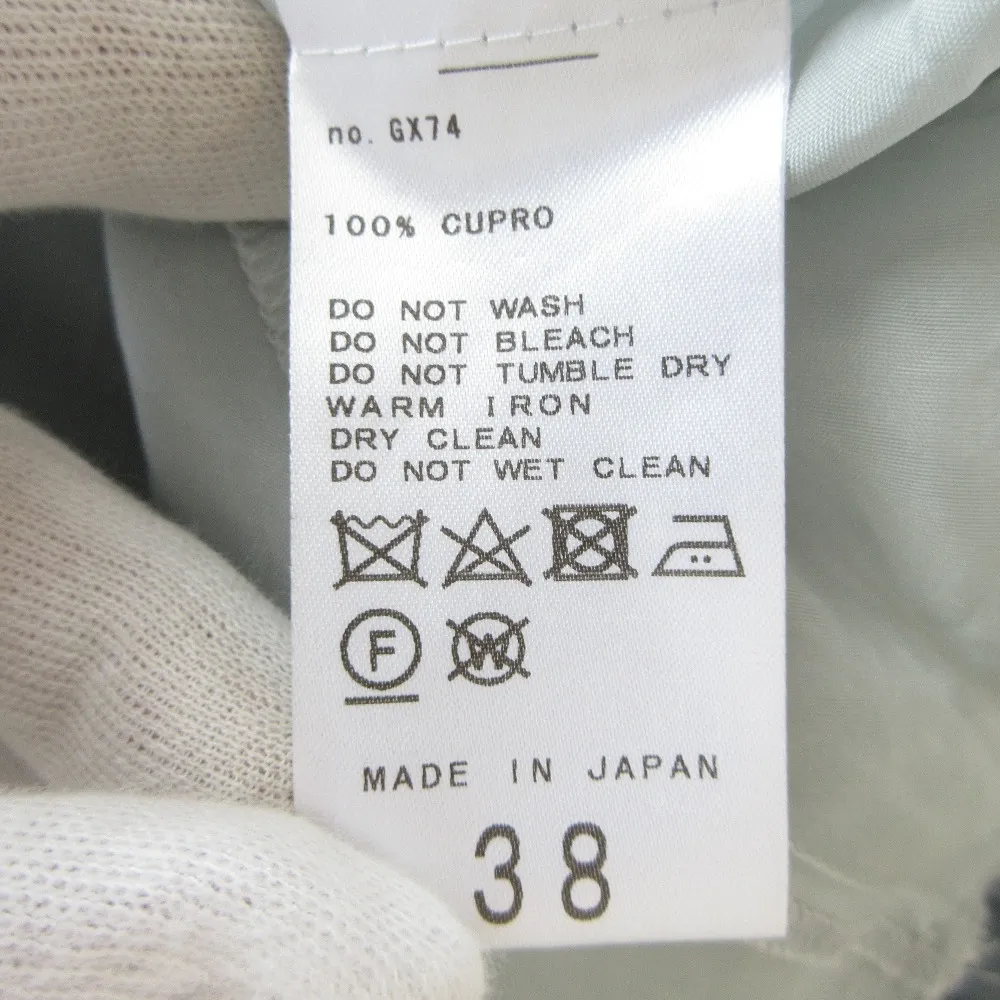 no. GX74
100% CUPRO
DO NOT WASH
DO NOT BLEACH
DO NOT TUMBLE DRY
WARM IRON
DRY CLEAN
DO NOT WET CLEAN
F W
MADE IN JAPAN
38